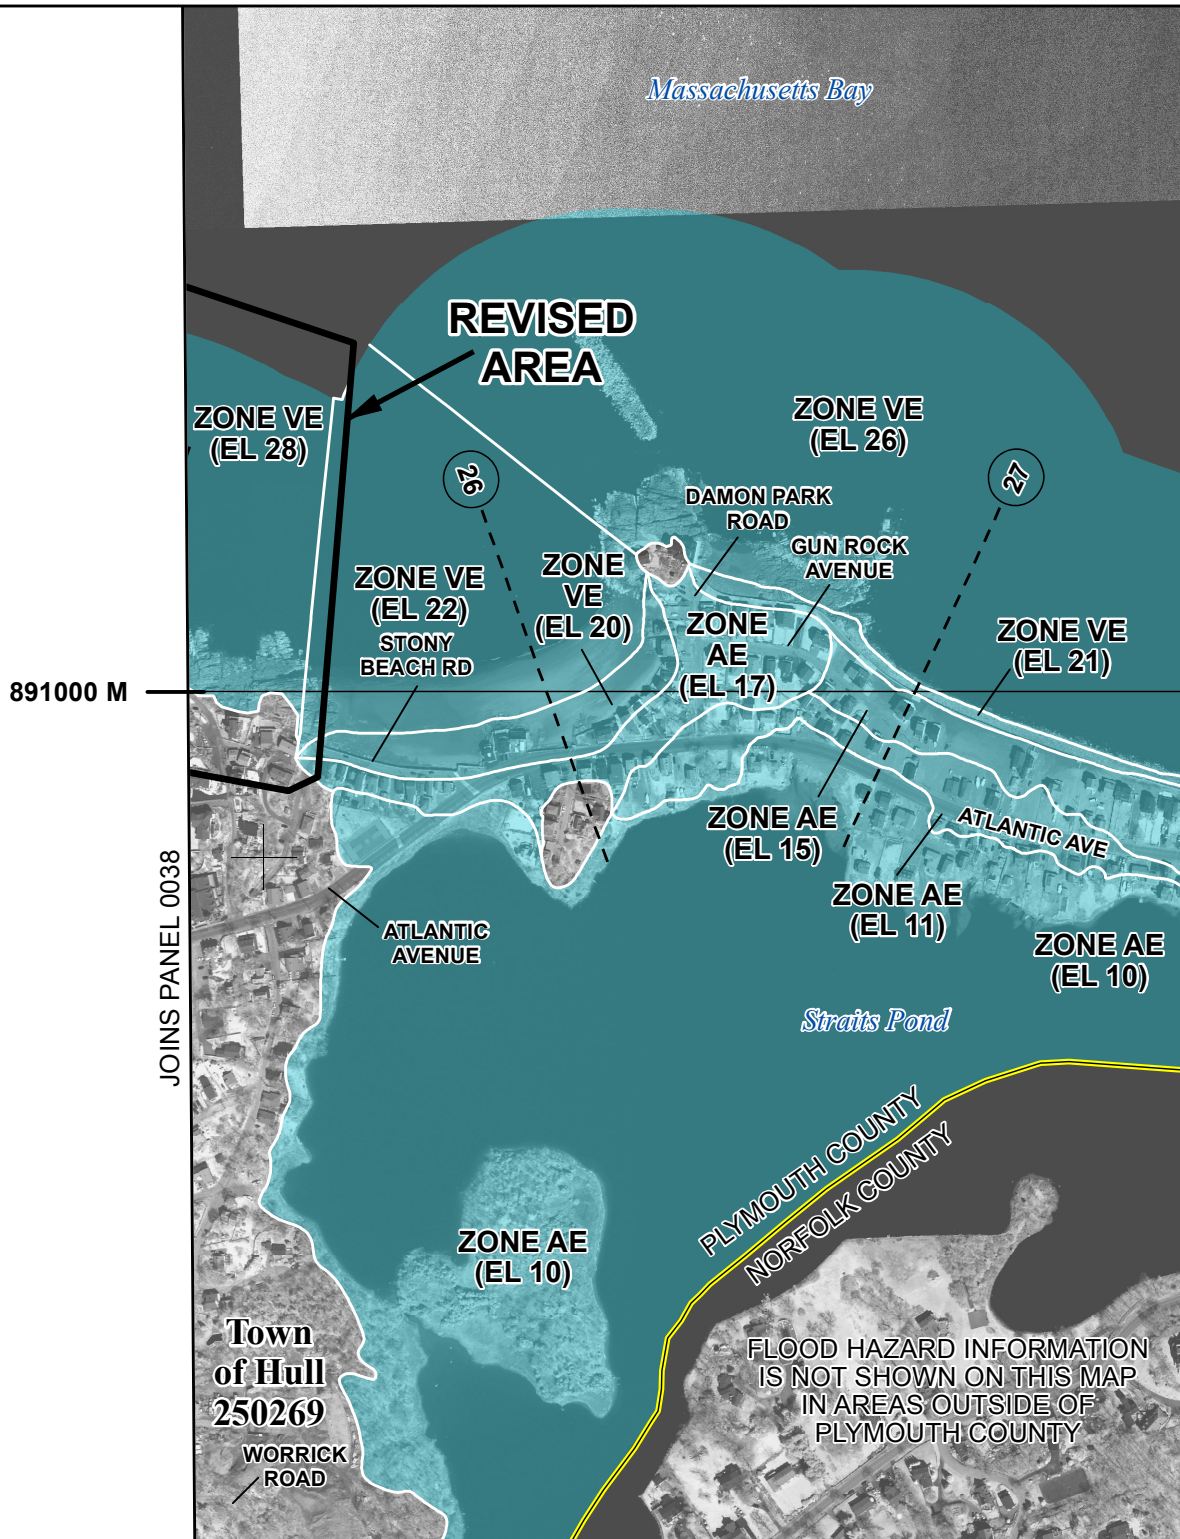 Massachusetts Bay
REVISED
AREA
ZONE VE
(EL 28)
ZONE VE
(EL 26)
26
27
DAMON PARK
ROAD
GUN ROCK
AVENUE
ZONE VE
(EL 22)
ZONE
VE
(EL 20)
STONY
BEACH RD
ZONE
AE
(EL 17)
ZONE VE
(EL 21)
891000 M
ZONE AE
(EL 15)
ATLANTIC AVE
ZONE AE
(EL 11)
JOINS PANEL 0038
ATLANTIC
AVENUE
ZONE AE
(EL 10)
Straits Pond
PLYMOUTH COUNTY
NORFOLK COUNTY
ZONE AE
(EL 10)
Town
of Hull
250269
WORRICK
ROAD
FLOOD HAZARD INFORMATION
IS NOT SHOWN ON THIS MAP
IN AREAS OUTSIDE OF
PLYMOUTH COUNTY